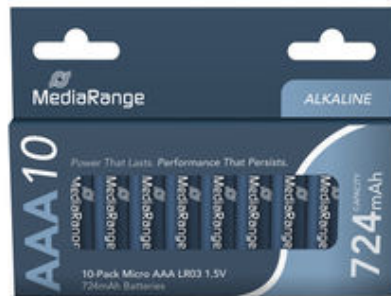 MediaRange
ALKALINE
AAA 10
Power That Lasts. Performance That Persists.
CAPACITY
724mAh
MediaRange
MediaRange
MediaRange
MediaRange
MediaRange
MediaRange
MediaRange
MediaRange
10-Pack Micro AAA LR03 1.5V
724mAh Batteries